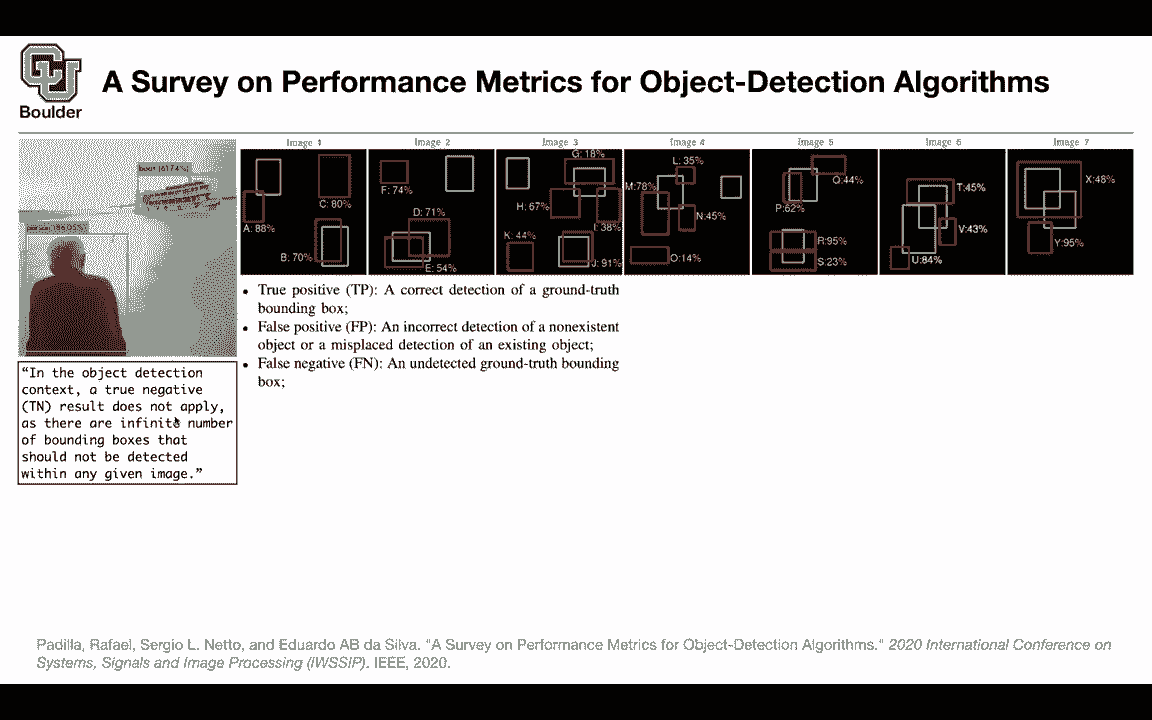 Boulder
A Survey on Performance Metrics for Object-Detection Algorithms
Image 1
Image 2
Image 3
Image 4
Image 5
Image 6
Image 7
A: 88%
B: 70%
C: 80%
F: 74%
D: 71%
E: 54%
G: 18%
H: 67%
I: 38%
K: 44%
J: 91%
L: 35%
M:78%
N:45%
O:14%
Q:44%
P:62%
R:95%
S:23%
T:45%
V:43%
U:84%
X:48%
Y:95%
• True positive (TP): A correct detection of a ground-truth
bounding box;
• False positive (FP): An incorrect detection of a nonexistent
object or a misplaced detection of an existing object;
• False negative (FN): An undetected ground-truth bounding
box;
“In the object detection
context, a true negative
(TN) result does not apply,
as there are infinite number
of bounding boxes that
should not be detected
within any given image.”
Padilla, Rafael, Sergio L. Netto, and Eduardo AB da Silva. "A Survey on Performance Metrics for Object-Detection Algorithms." 2020 International Conference on
Systems, Signals and Image Processing (IWSSIP). IEEE, 2020.